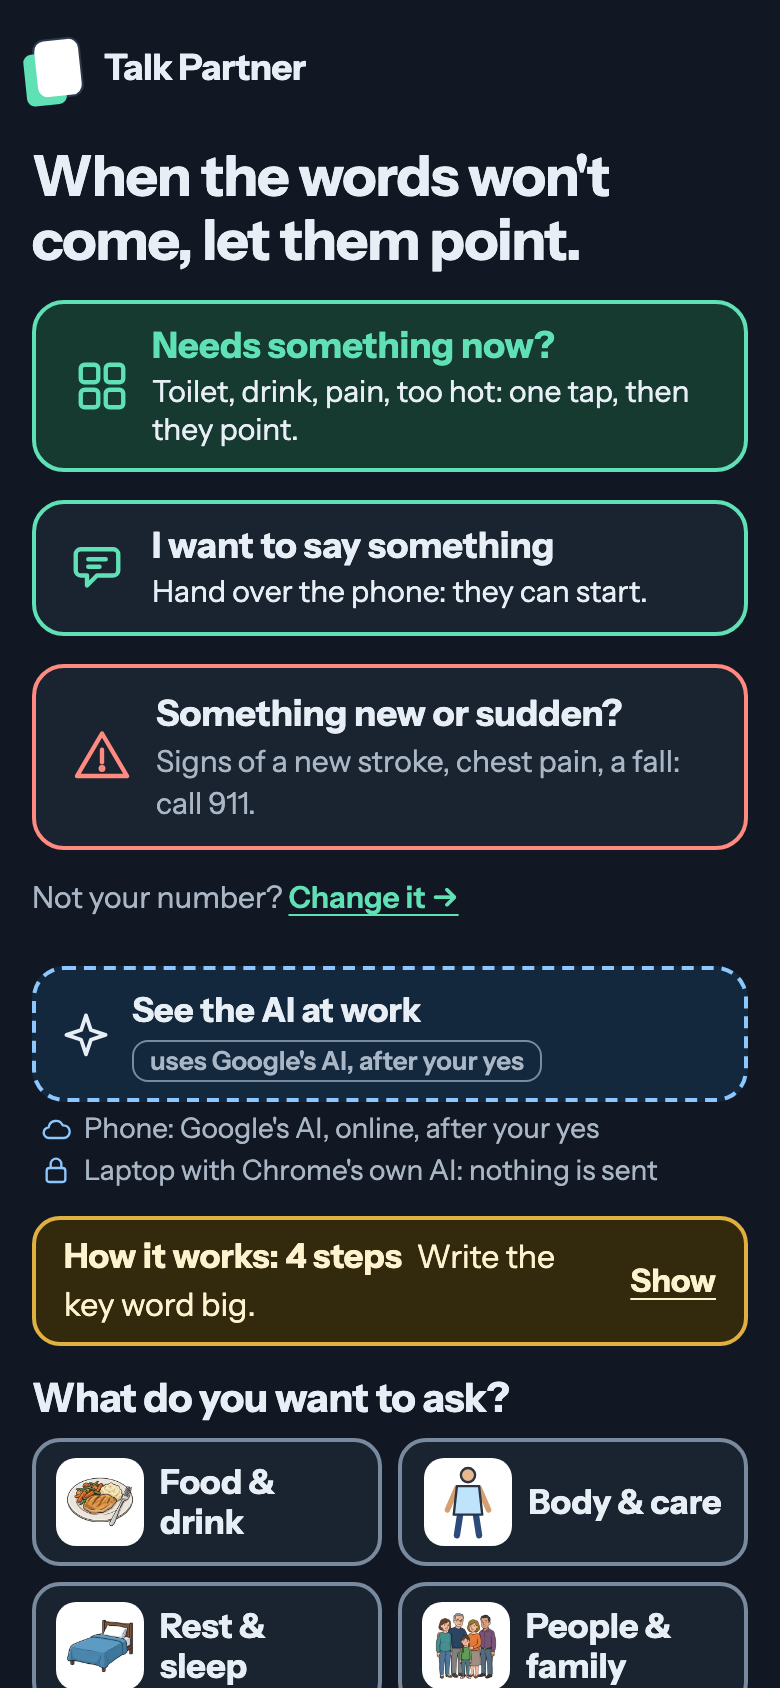 Talk Partner
When the words won't
come, let them point.
Needs something now?
Toilet, drink, pain, too hot: one tap, then
they point.
I want to say something
Hand over the phone: they can start.
Something new or sudden?
Signs of a new stroke, chest pain, a fall:
call 911.
Not your number? Change it →
See the AI at work
uses Google's AI, after your yes
Phone: Google's AI, online, after your yes
Laptop with Chrome's own AI: nothing is sent
How it works: 4 steps Write the
key word big.
Show
What do you want to ask?
Food &
drink
Body & care
Rest &
sleep
People &
family